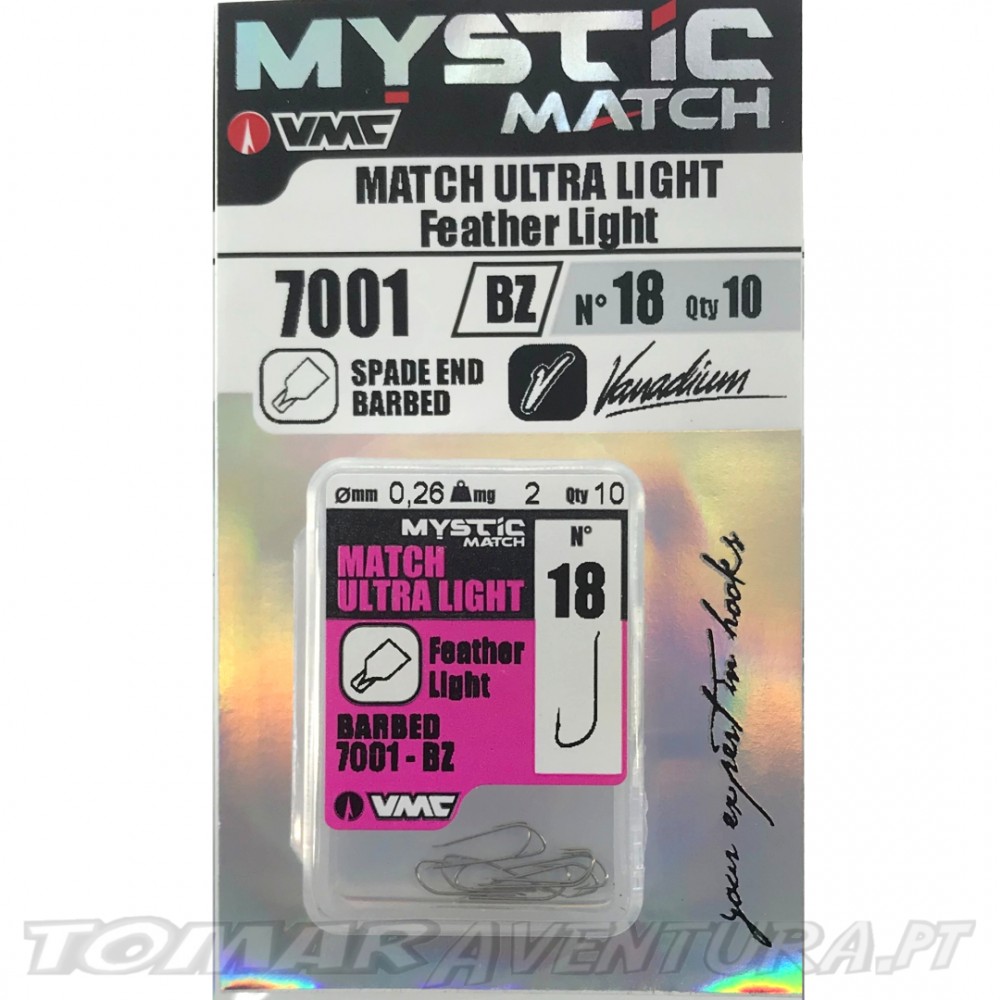 MYSTIC
MATCH
VMC
MATCH ULTRA LIGHT
Feather Light
7001 BZ N° 18 Qty 10
SPADE END
BARBED
Vanadium
Ømm 0,26 mg 2 Qty 10
MYSTIC
MATCH
N°
18
MATCH
ULTRA LIGHT
Feather
Light
BARBED
7001 - BZ
VMC
your expert in hooks
TOMARAVENTURA.PT